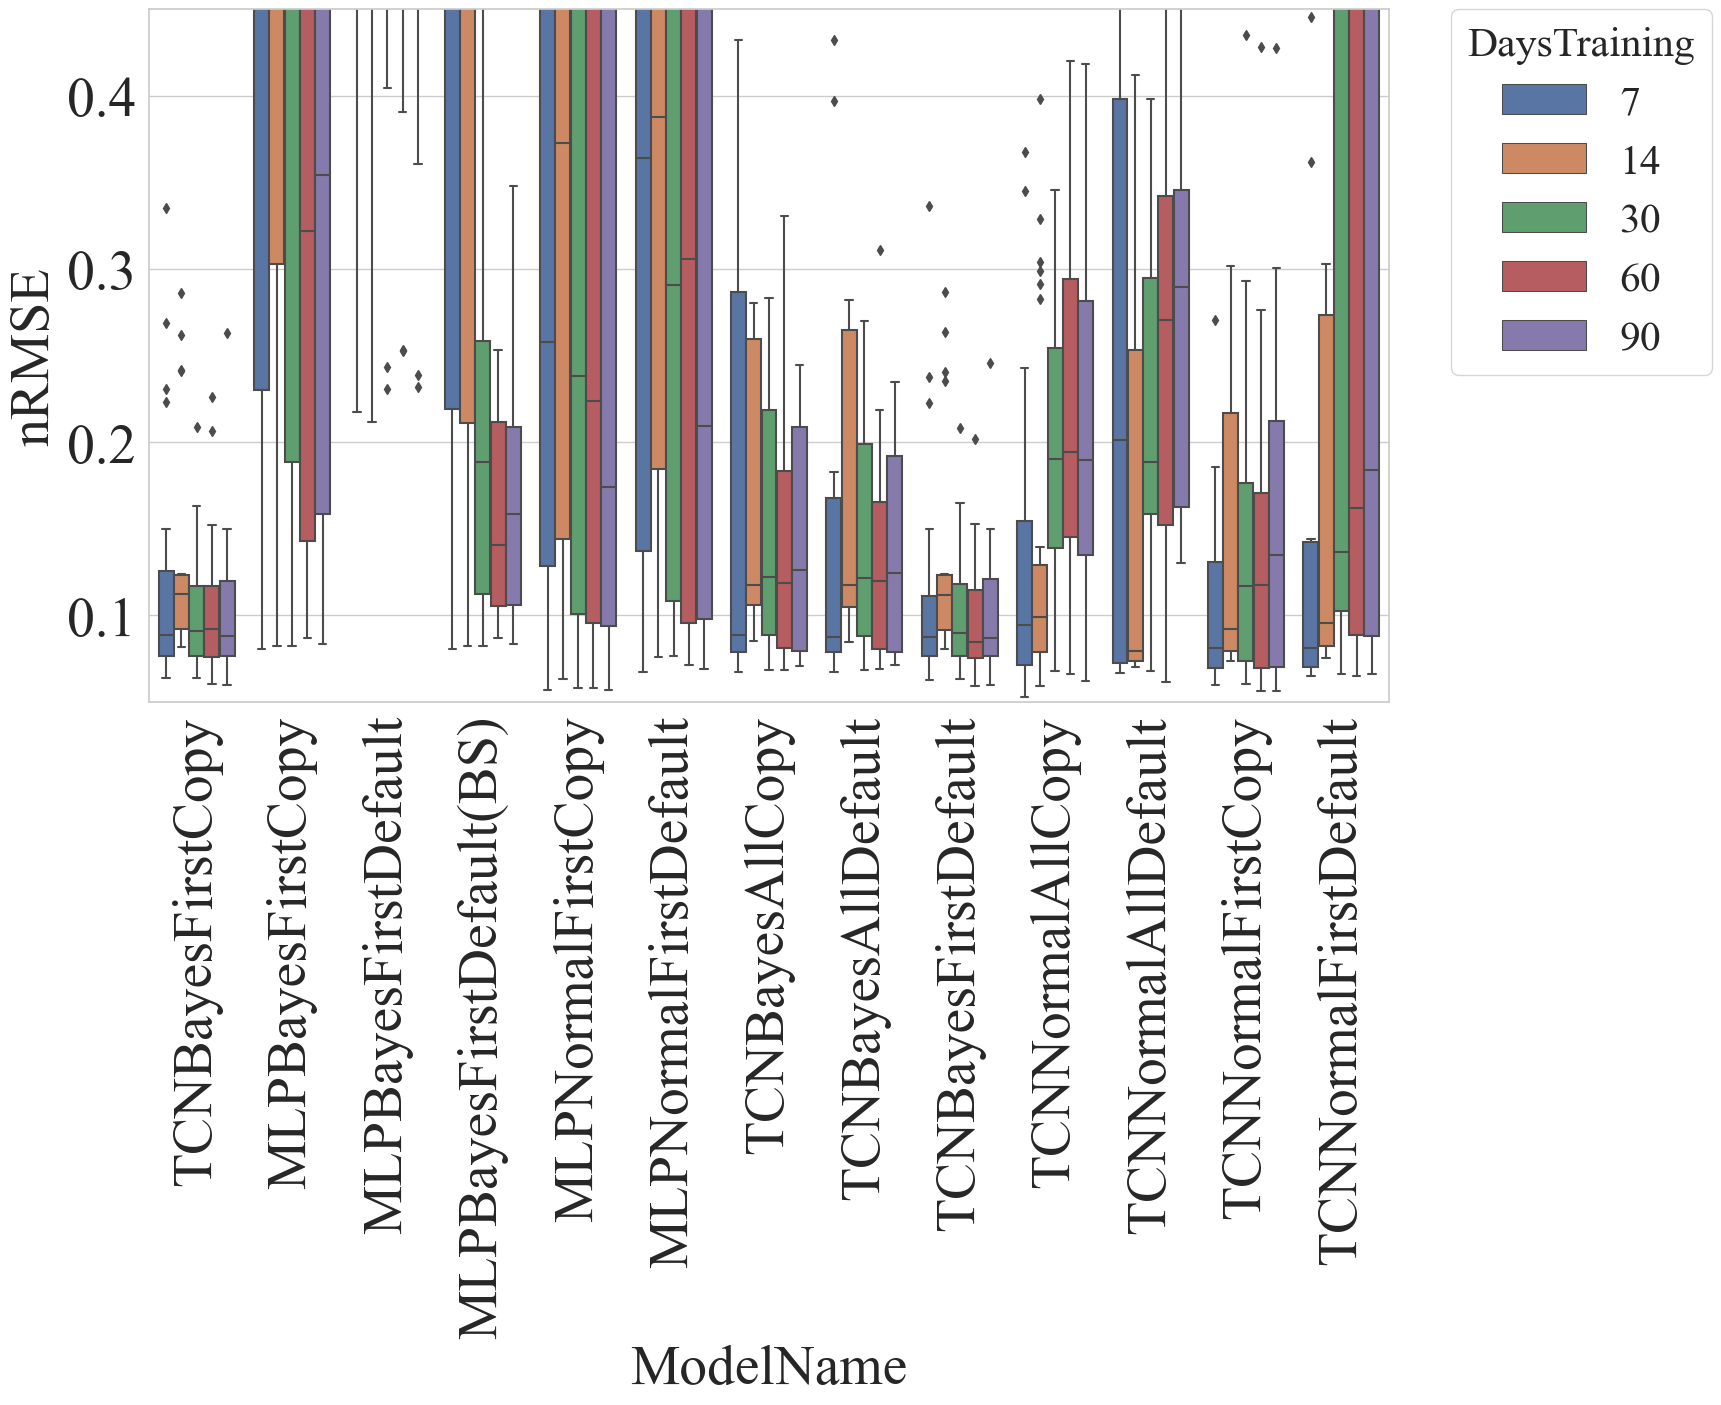 nRMSE
0.4
0.3
0.2
0.1
TCNBayesFirstCopy
MLPBayesFirstCopy
MLPBayesFirstDefault
MLPBayesFirstDefault(BS)
MLPNormalFirstCopy
MLPNormalFirstDefault
TCNBayesAllCopy
TCNBayesAllDefault
TCNBayesFirstDefault
TCNNormalAllCopy
TCNNormalAllDefault
TCNNormalFirstCopy
TCNNormalFirstDefault
ModelName
DaysTraining
7
14
30
60
90